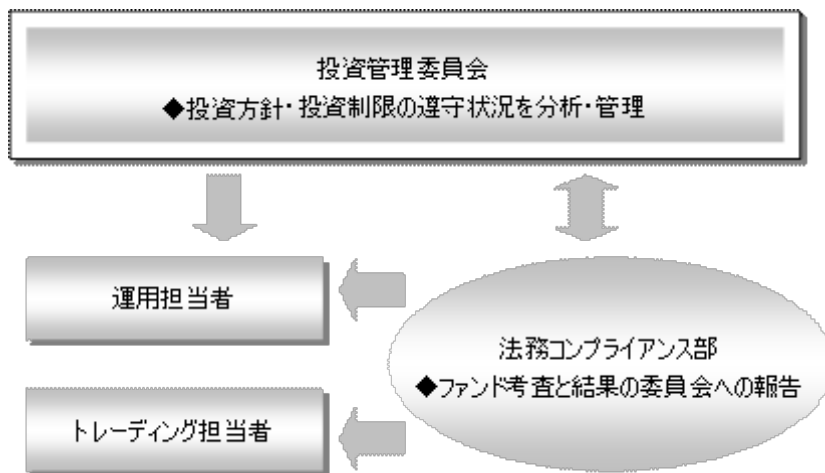 投資管理委員会
◆投資方針・投資制限の遵守状況を分析・管理
運用担当者
法務コンプライアンス部
◆ファンド考査と結果の委員会への報告
トレーディング担当者